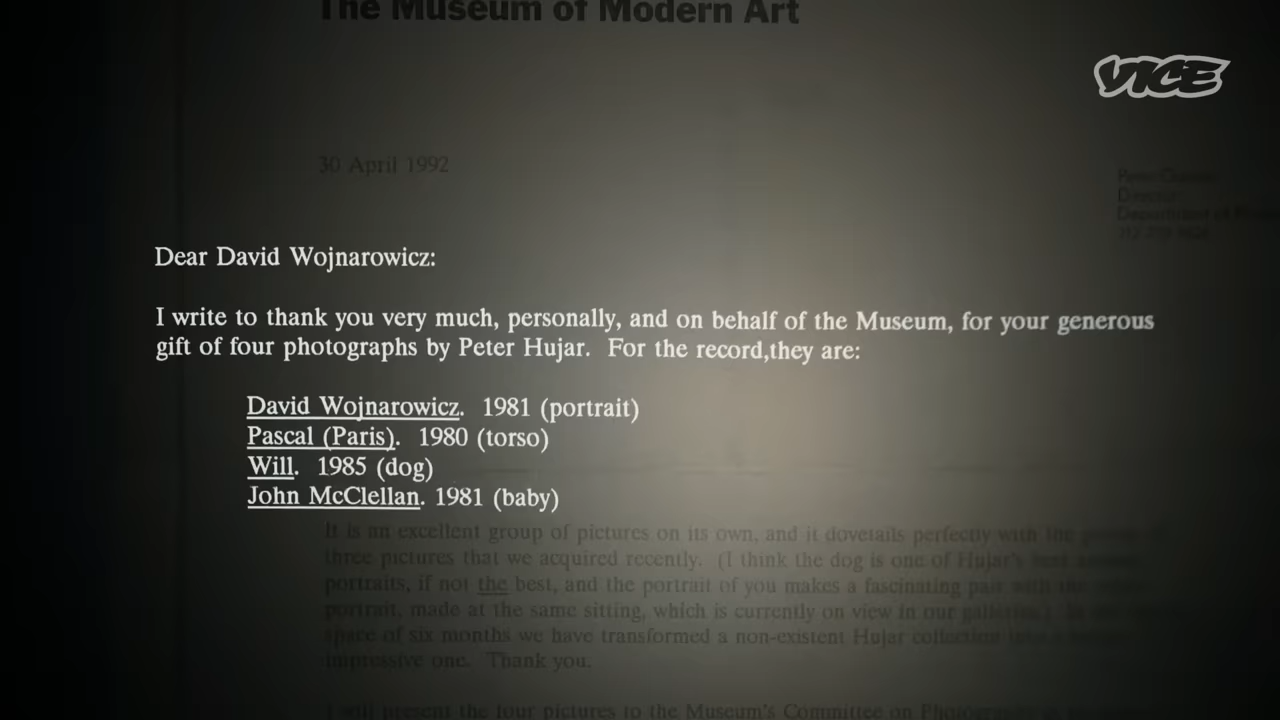 The Museum of Modern Art
VICE
30 April 1992
Dear David Wojnarowicz:
I write to thank you very much, personally, and on behalf of the Museum, for your generous
gift of four photographs by Peter Hujar. For the record,they are:
David Wojnarowicz. 1981 (portrait)
Pascal (Paris). 1980 (torso)
Will. 1985 (dog)
John McClellan. 1981 (baby)
It is an excellent group of pictures on its own, and it dovetails perfectly with the
three pictures that we acquired recently. (I think the dog is one of Hujar's best
portraits, if not the best, and the portrait of you makes a fascinating pair with the
portrait, made at the same sitting, which is currently on view in our galleries.)
space of six months we have transformed a non-existent Hujar collection into
impressive one. Thank you.
I will present the four pictures to the Museum's Committee on Photography